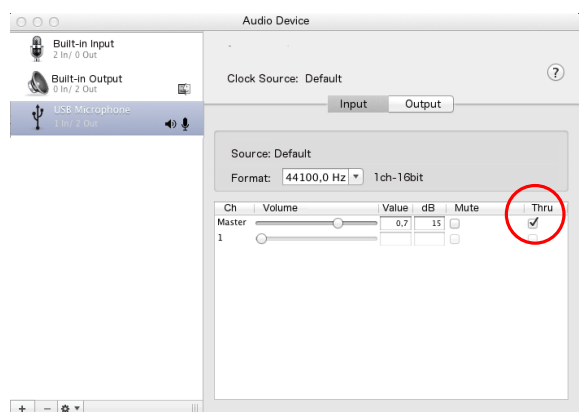 Audio Device
Built-in Input
2 In/ 0 Out
Built-in Output
0 In/ 2 Out
USB Microphone
1 In/ 2 Out
Clock Source: Default
?
Input Output
Source: Default
Format: 44100,0 Hz 1ch-16bit
Ch Volume Value dB Mute Thru
Master 0,7 15
1